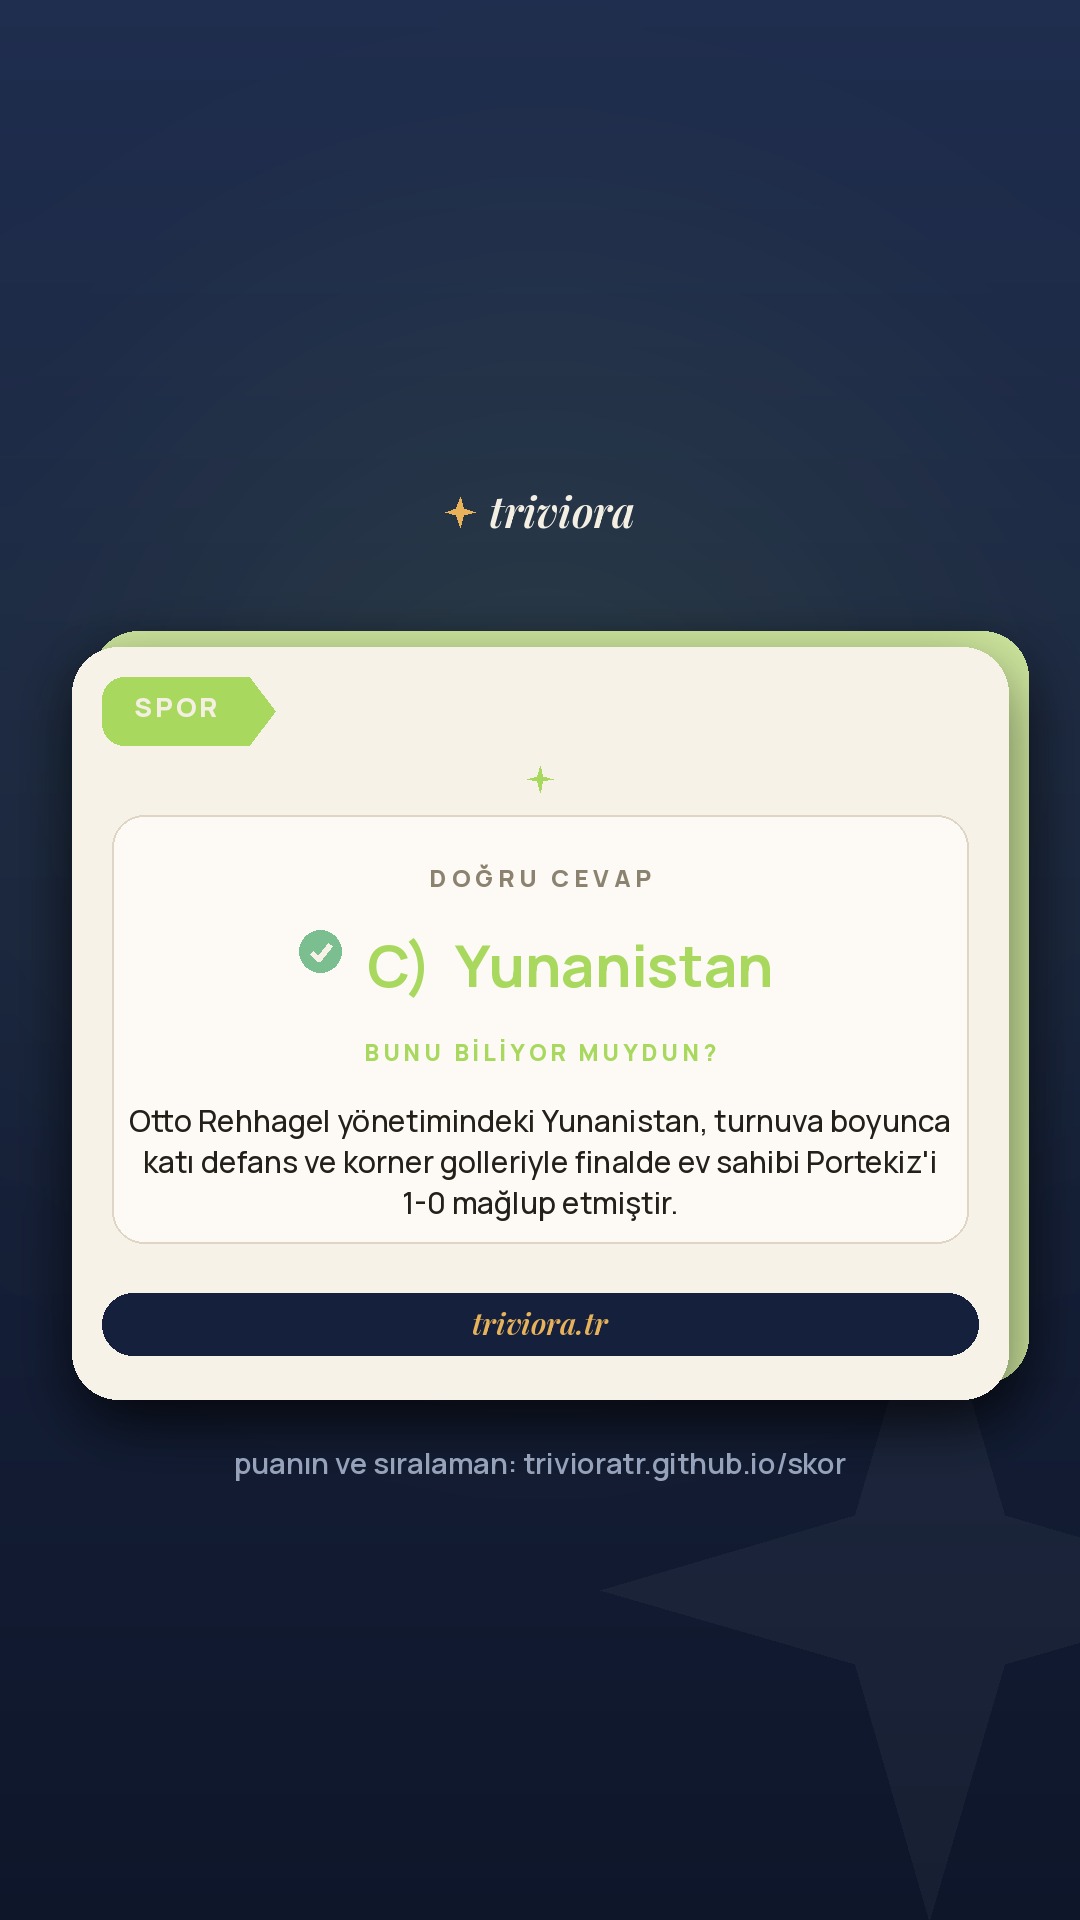 triviora
SPOR
DOĞRU CEVAP
C) Yunanistan
BUNU BİLİYOR MUYDUN?
Otto Rehhagel yönetimindeki Yunanistan, turnuva boyunca
katı defans ve korner golleriyle finalde ev sahibi Portekiz'i
1-0 mağlup etmiştir.
triviora.tr
puanın ve sıralaman: trivioratr.github.io/skor